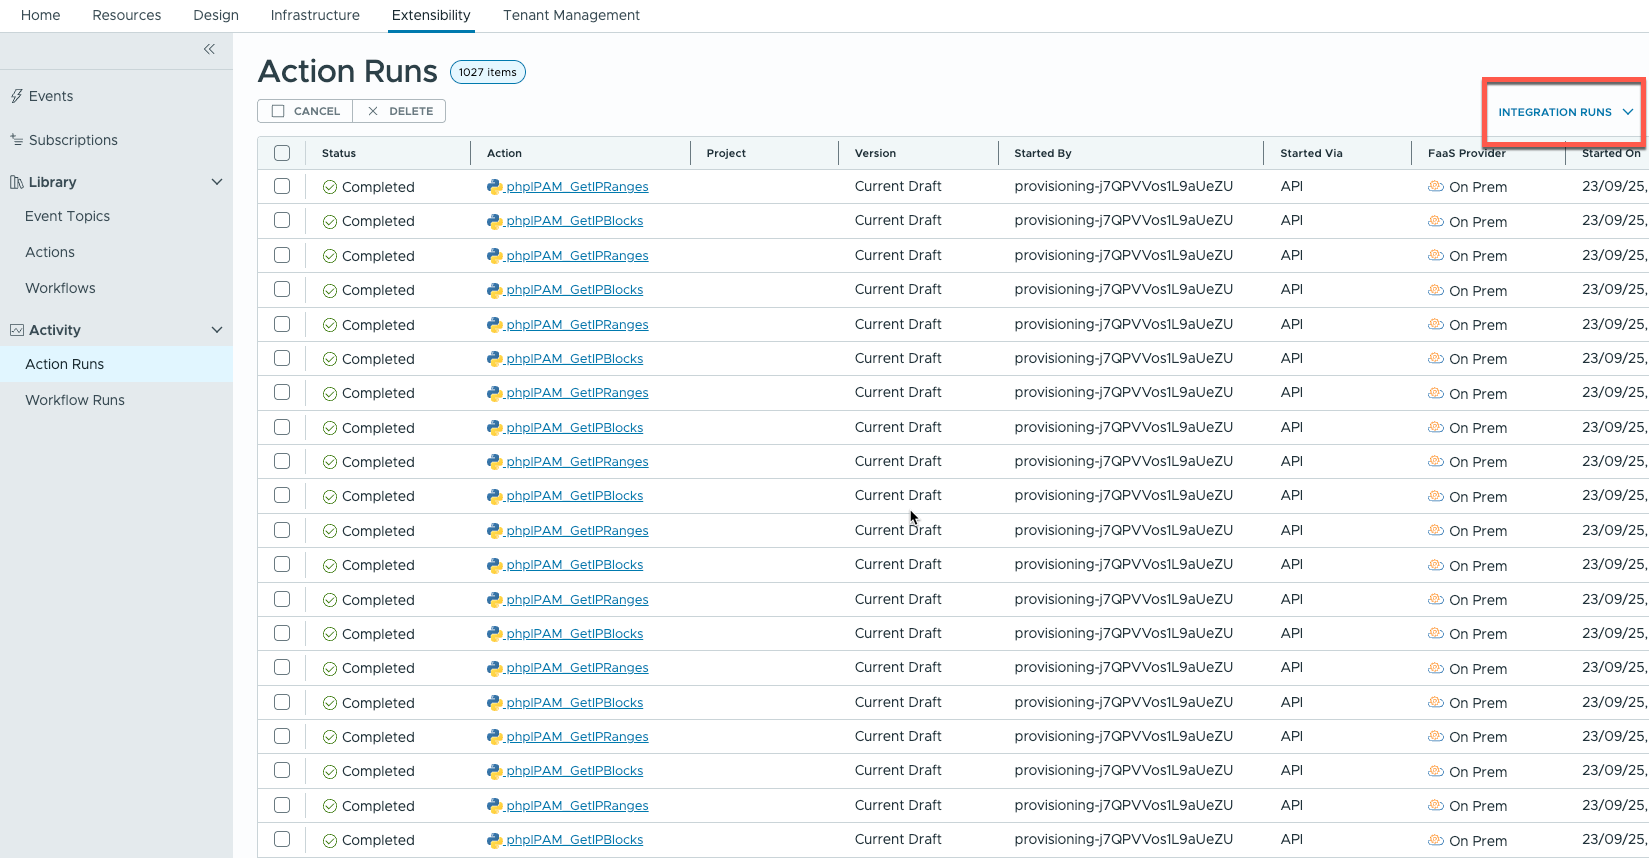 Home Resources Design Infrastructure Extensibility Tenant Management
Events
Subscriptions
Library
Event Topics
Actions
Workflows
Activity
Action Runs
Workflow Runs
Action Runs 1027 items
CANCEL DELETE
INTEGRATION RUNS
Status Action Project Version Started By Started Via FaaS Provider Started On
Completed phpIPAM_GetIPRanges Current Draft provisioning-j7QPVVos1L9aUeZU API On Prem 23/09/25,
Completed phpIPAM_GetIPBlocks Current Draft provisioning-j7QPVVos1L9aUeZU API On Prem 23/09/25,
Completed phpIPAM_GetIPRanges Current Draft provisioning-j7QPVVos1L9aUeZU API On Prem 23/09/25,
Completed phpIPAM_GetIPBlocks Current Draft provisioning-j7QPVVos1L9aUeZU API On Prem 23/09/25,
Completed phpIPAM_GetIPRanges Current Draft provisioning-j7QPVVos1L9aUeZU API On Prem 23/09/25,
Completed phpIPAM_GetIPBlocks Current Draft provisioning-j7QPVVos1L9aUeZU API On Prem 23/09/25,
Completed phpIPAM_GetIPRanges Current Draft provisioning-j7QPVVos1L9aUeZU API On Prem 23/09/25,
Completed phpIPAM_GetIPBlocks Current Draft provisioning-j7QPVVos1L9aUeZU API On Prem 23/09/25,
Completed phpIPAM_GetIPRanges Current Draft provisioning-j7QPVVos1L9aUeZU API On Prem 23/09/25,
Completed phpIPAM_GetIPBlocks Current Draft provisioning-j7QPVVos1L9aUeZU API On Prem 23/09/25,
Completed phpIPAM_GetIPRanges Current Draft provisioning-j7QPVVos1L9aUeZU API On Prem 23/09/25,
Completed phpIPAM_GetIPBlocks Current Draft provisioning-j7QPVVos1L9aUeZU API On Prem 23/09/25,
Completed phpIPAM_GetIPRanges Current Draft provisioning-j7QPVVos1L9aUeZU API On Prem 23/09/25,
Completed phpIPAM_GetIPBlocks Current Draft provisioning-j7QPVVos1L9aUeZU API On Prem 23/09/25,
Completed phpIPAM_GetIPRanges Current Draft provisioning-j7QPVVos1L9aUeZU API On Prem 23/09/25,
Completed phpIPAM_GetIPBlocks Current Draft provisioning-j7QPVVos1L9aUeZU API On Prem 23/09/25,
Completed phpIPAM_GetIPRanges Current Draft provisioning-j7QPVVos1L9aUeZU API On Prem 23/09/25,
Completed phpIPAM_GetIPBlocks Current Draft provisioning-j7QPVVos1L9aUeZU API On Prem 23/09/25,
Completed phpIPAM_GetIPRanges Current Draft provisioning-j7QPVVos1L9aUeZU API On Prem 23/09/25,
Completed phpIPAM_GetIPBlocks Current Draft provisioning-j7QPVVos1L9aUeZU API On Prem 23/09/25,